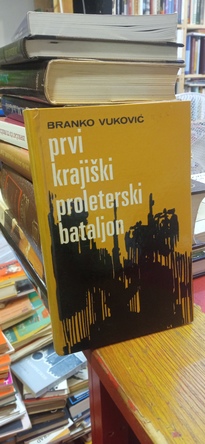 BRANKO VUKOVIĆ
prvi
krajiški
proleterski
bataljon